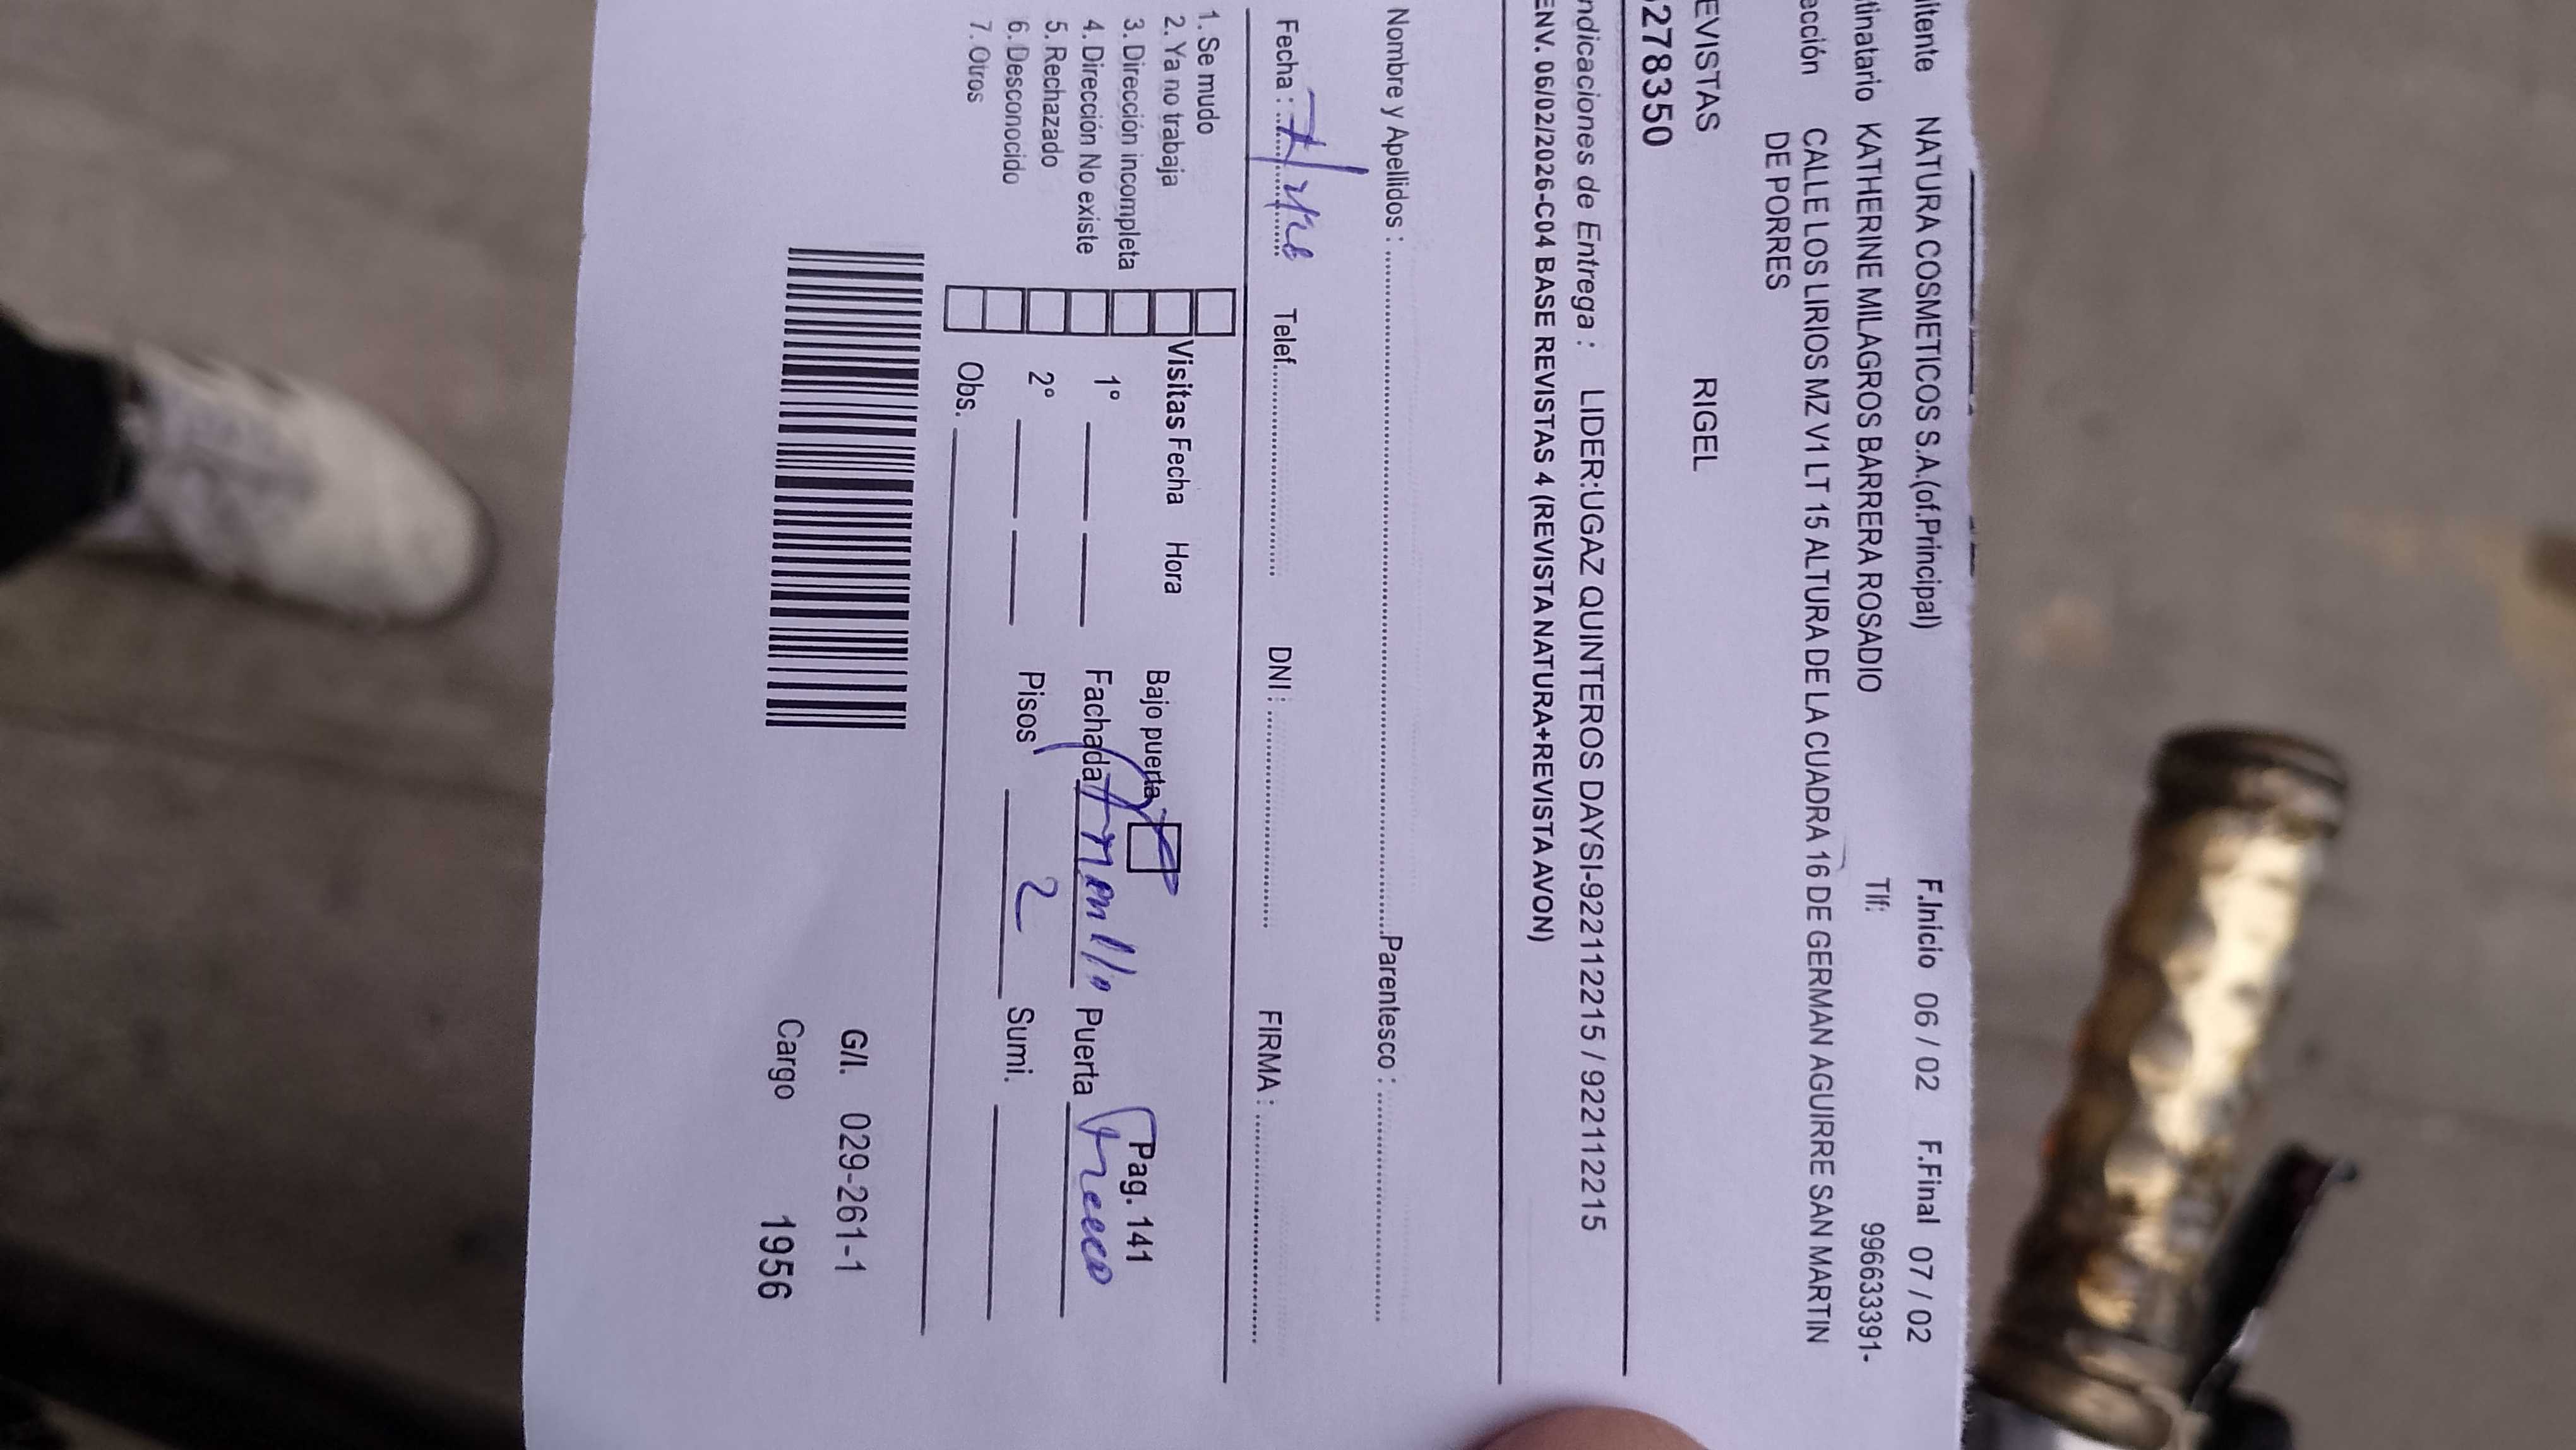 itente NATURA COSMETICOS S.A.(of.Principal) F.Inicio 06 / 02 F.Final 07 / 02
tinatario KATHERINE MILAGROS BARRERA ROSADIO Tlf: 996633391-
ección CALLE LOS LIRIOS MZ V1 LT 15 ALTURA DE LA CUADRA 16 DE GERMAN AGUIRRE SAN MARTIN
DE PORRES
EVISTAS RIGEL
278350
ndicaciones de Entrega : LIDER:UGAZ QUINTEROS DAYSI-922112215 / 922112215
ENV. 06/02/2026-C04 BASE REVISTAS 4 (REVISTA NATURA+REVISTA AVON)
Nombre y Apellidos : Parentesco :
Fecha : 7/ Telef. DNI : FIRMA :
1. Se mudo
2. Ya no trabaja
3. Dirección incompleta
4. Dirección No existe
5. Rechazado
6. Desconocido
7. Otros
Visitas Fecha Hora
1º
2º
Obs.
Bajo puerta Pag. 141
Fachada Puerta
Pisos 2 Sumi.
G/l. 029-261-1
Cargo 1956